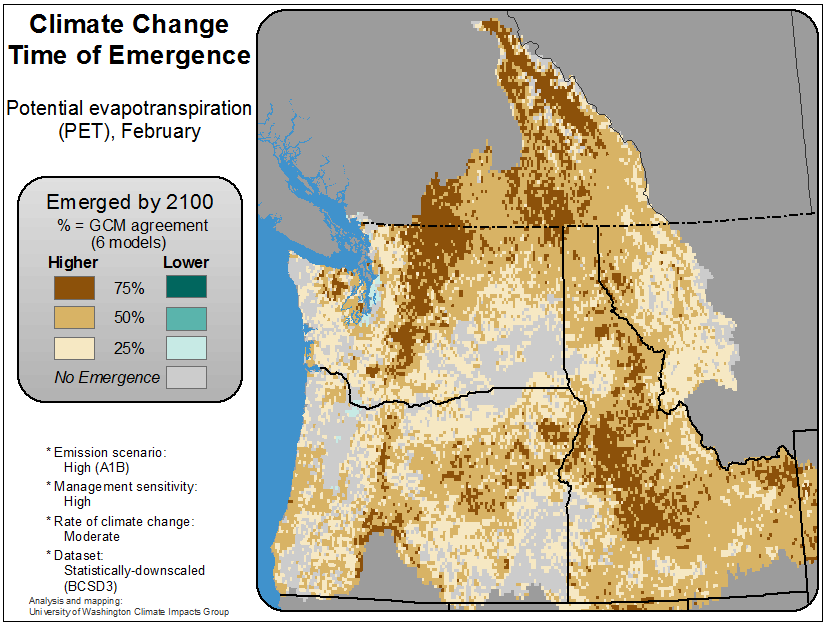 Climate Change
Time of Emergence
Potential evapotranspiration
(PET), February
Emerged by 2100
% = GCM agreement
(6 models)
Higher Lower
75%
50%
25%
No Emergence
* Emission scenario:
High (A1B)
* Management sensitivity:
High
* Rate of climate change:
Moderate
* Dataset:
Statistically-downscaled
(BCSD3)
Analysis and mapping:
University of Washington Climate Impacts Group